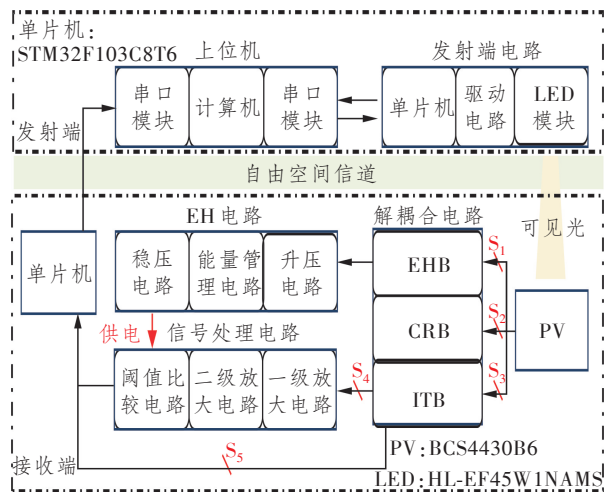 单片机:
STM32F103C8T6
上位机
发射端电路
串口
模块
计算机
串口
模块
单片机
驱动
电路
LED
模块
发射端
自由空间信道
EH电路
解耦合电路
可见光
单片机
稳压
电路
能量管
理电路
升压
电路
EHB
CRB
ITB
S1
S2
S3
PV
供电
信号处理电路
阈值比
较电路
二级放
大电路
一级放
大电路
S4
S5
接收端
PV:BCS4430B6
LED:HL-EF45W1NAMS